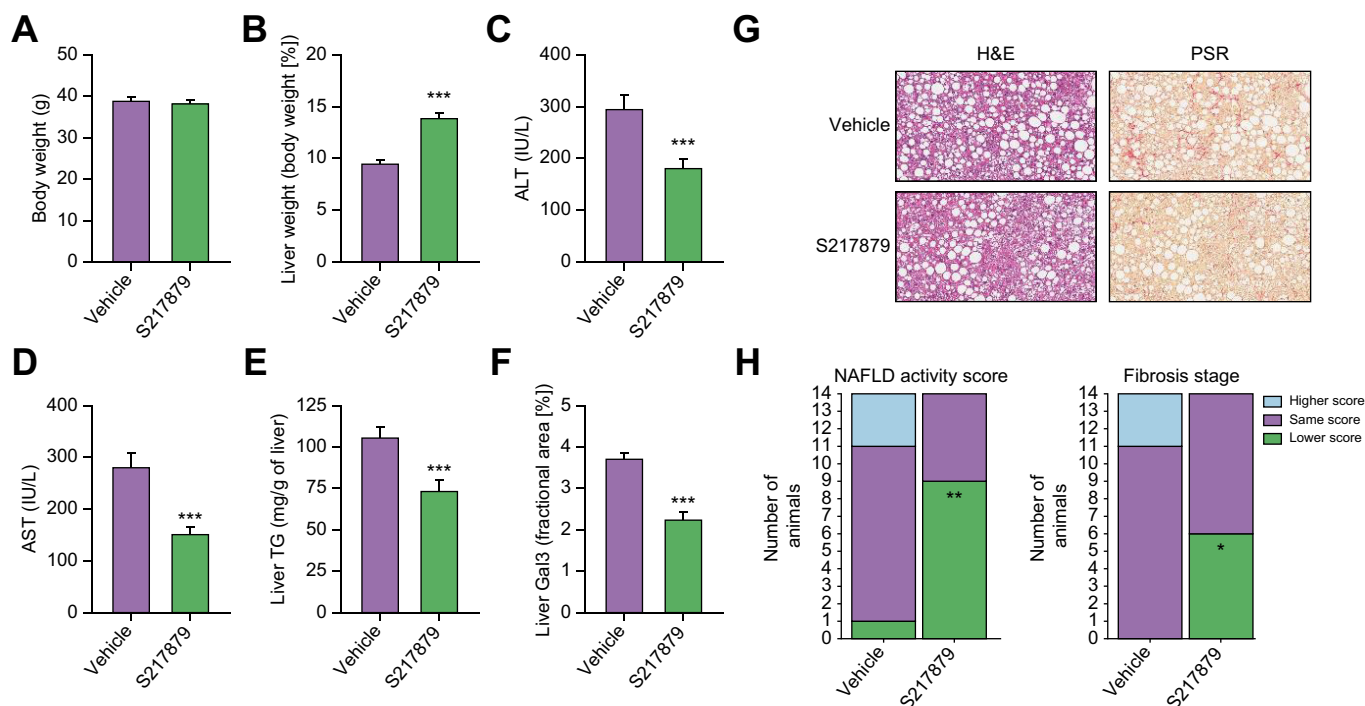 A
Body weight (g)
50
40
30
20
10
0
Vehicle
S217879
B
Liver weight (body weight [%])
20
15
10
5
0
***
Vehicle
S217879
C
ALT (IU/L)
400
300
200
100
0
***
Vehicle
S217879
G
H&E
PSR
Vehicle
S217879
D
AST (IU/L)
400
300
200
100
0
***
Vehicle
S217879
E
Liver TG (mg/g of liver)
125
100
75
50
25
0
***
Vehicle
S217879
F
Liver Gal3 (fractional area [%])
5
4
3
2
1
0
***
Vehicle
S217879
H
NAFLD activity score
Number of
animals
14
13
12
11
10
9
8
7
6
5
4
3
2
1
0
**
Vehicle
S217879
Fibrosis stage
Number of
animals
14
13
12
11
10
9
8
7
6
5
4
3
2
1
0
*
Vehicle
S217879
Higher score
Same score
Lower score